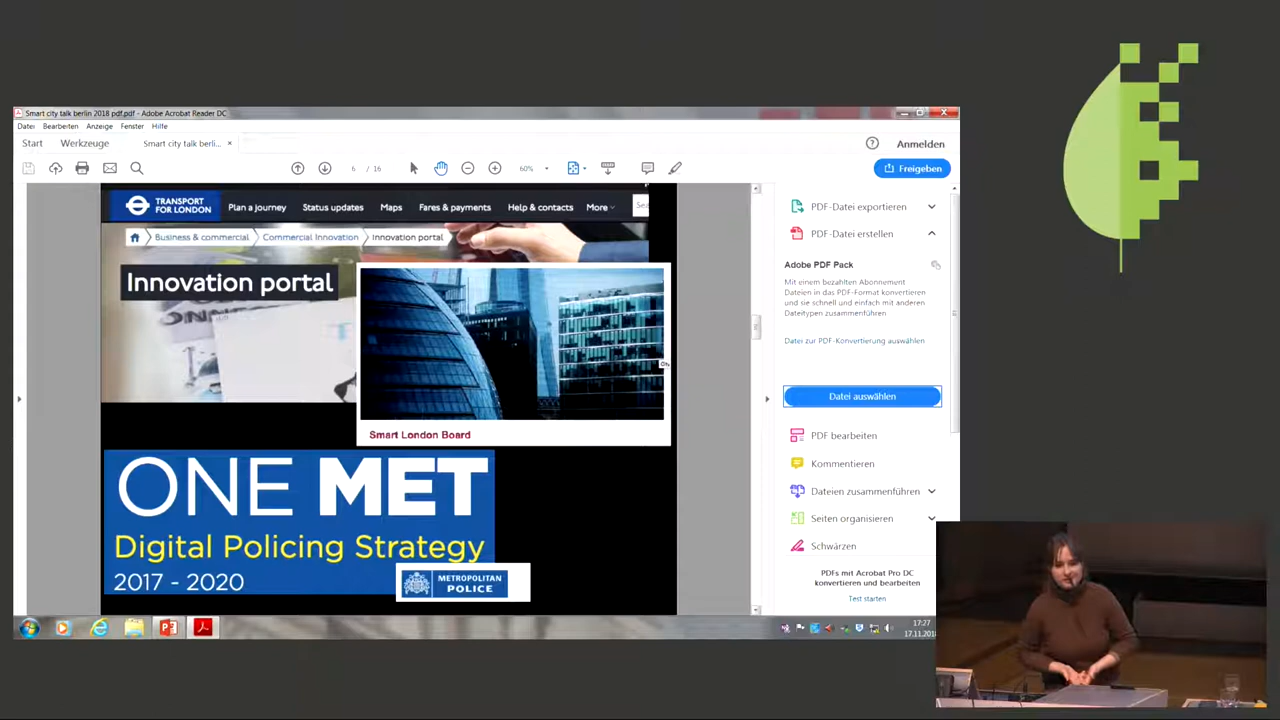 Smart city talk berlin 2018 pdf.pdf - Adobe Acrobat Reader DC
Datei Bearbeiten Anzeige Fenster Hilfe
Start Werkzeuge Smart city talk berli... × Anmelden
6 / 16 60% Freigeben
TRANSPORT FOR LONDON
Plan a journey Status updates Maps Fares & payments Help & contacts More Sea
Business & commercial Commercial Innovation Innovation portal
Innovation portal
Smart London Board
ONE MET
Digital Policing Strategy
2017 - 2020
METROPOLITAN
POLICE
PDF-Datei exportieren
PDF-Datei erstellen
Adobe PDF Pack
Mit einem bezahlten Abonnement
Dateien in das PDF-Format konvertieren
und sie schnell und einfach mit anderen
Dateitypen zusammenführen
Datei zur PDF-Konvertierung auswählen
Datei auswählen
PDF bearbeiten
Kommentieren
Dateien zusammenführen
Seiten organisieren
Schwärzen
PDFs mit Acrobat Pro DC
konvertieren und bearbeiten
Test starten
17:27
17.11.2018